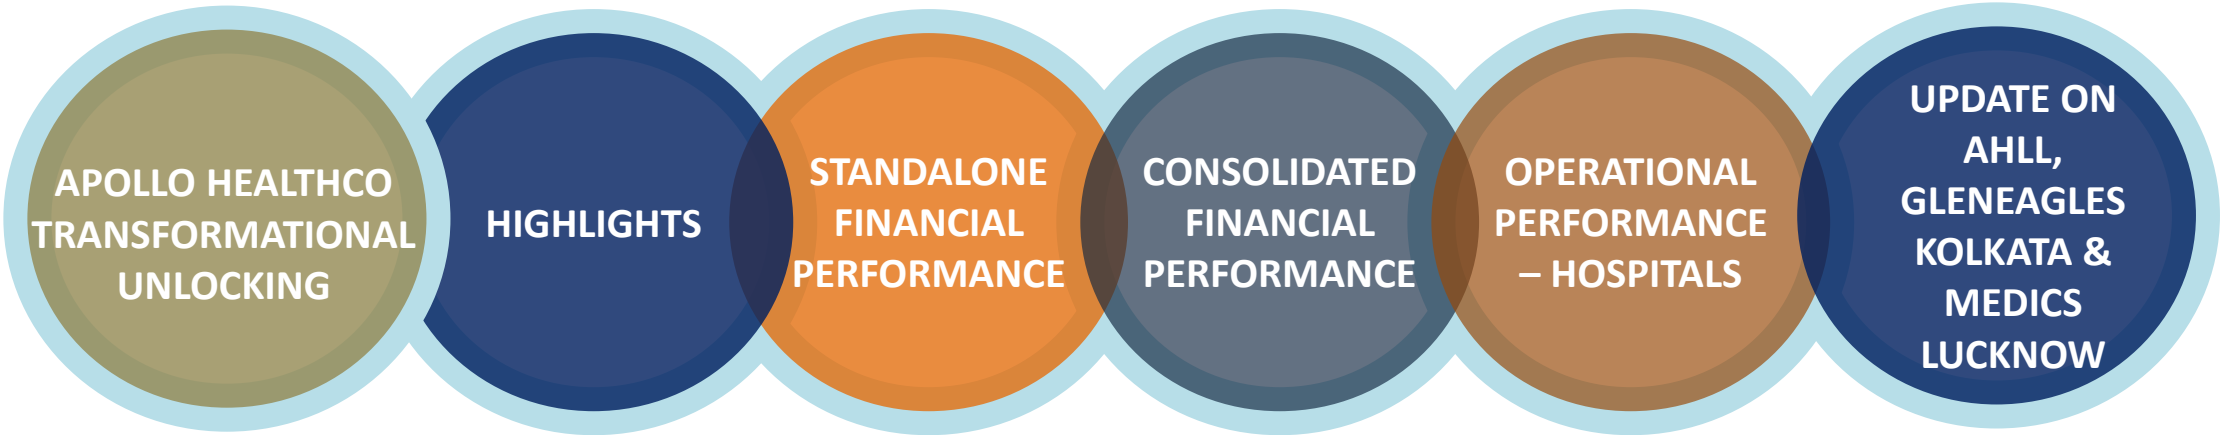 APOLLO HEALTHCO
TRANSFORMATIONAL
UNLOCKING
HIGHLIGHTS
STANDALONE
FINANCIAL
PERFORMANCE
CONSOLIDATED
FINANCIAL
PERFORMANCE
OPERATIONAL
PERFORMANCE
– HOSPITALS
UPDATE ON
AHLL,
GLENEAGLES
KOLKATA &
MEDICS
LUCKNOW